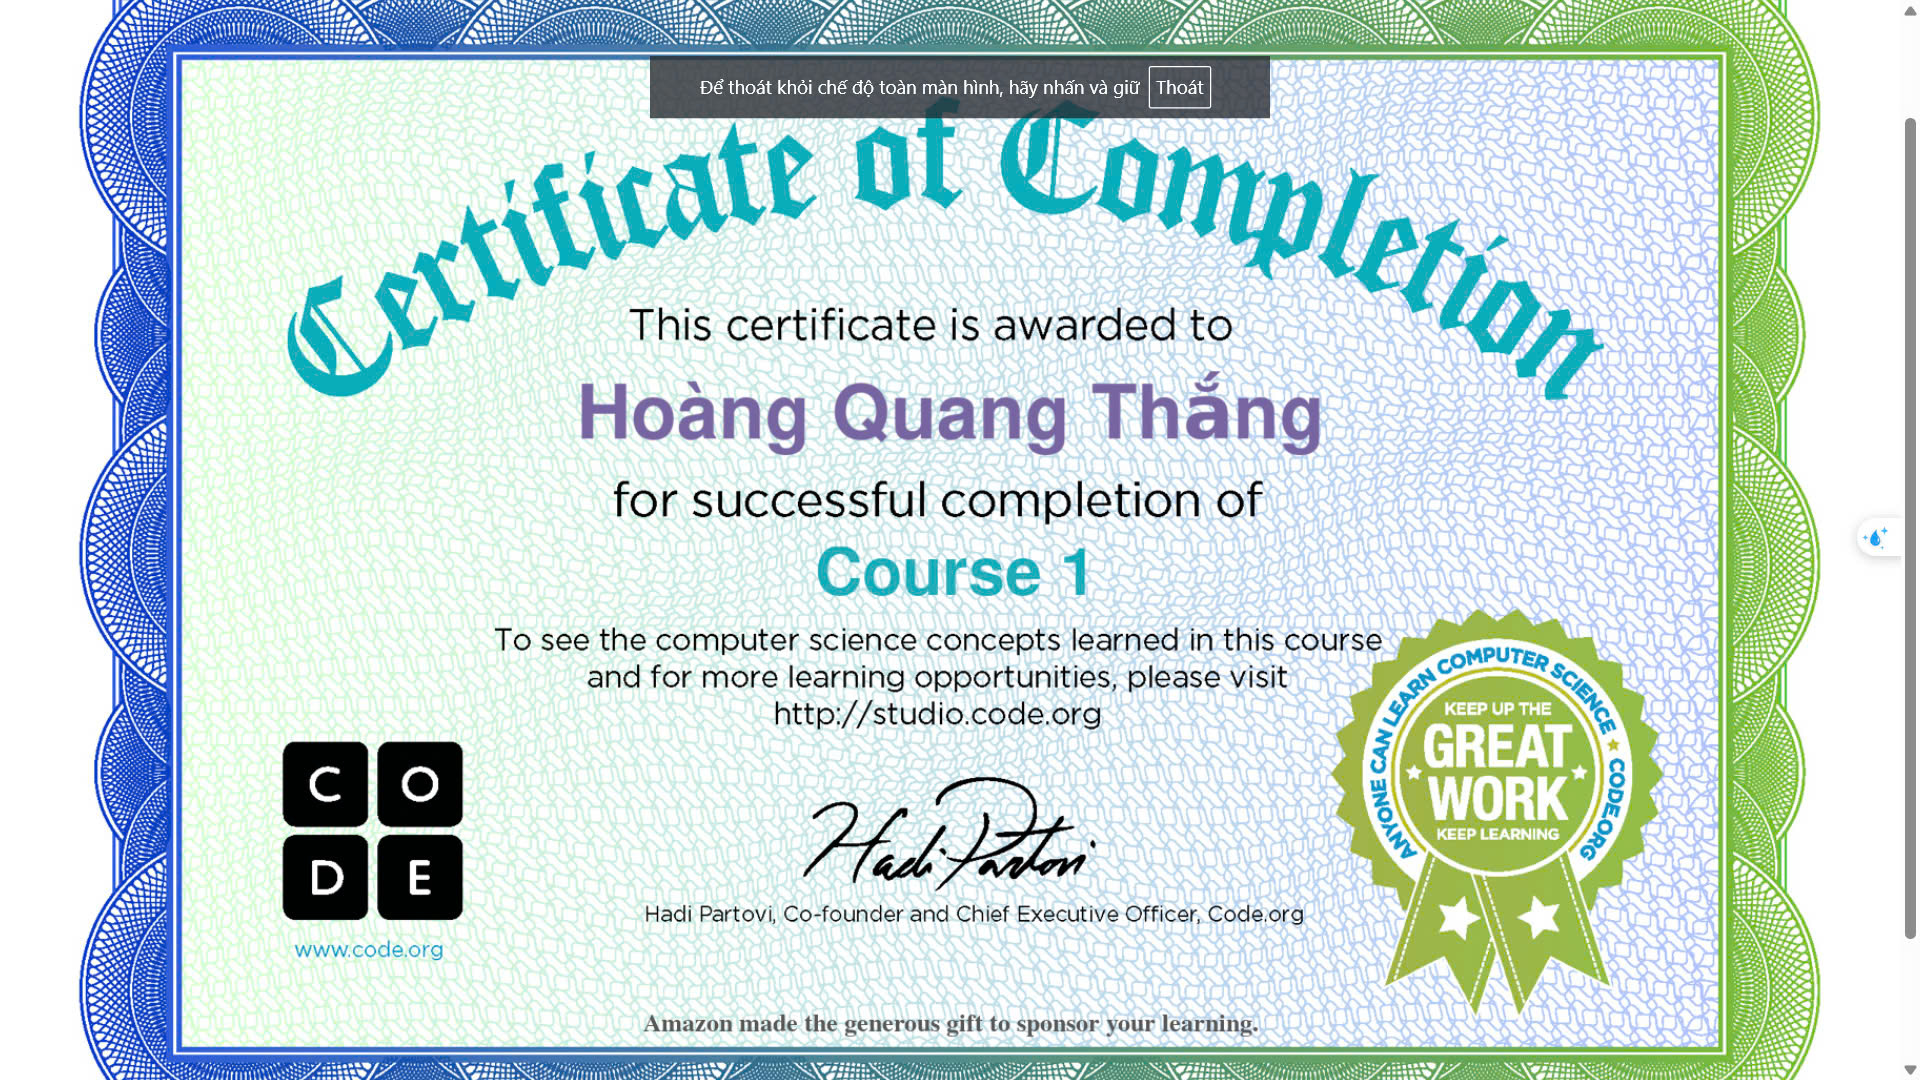 Để thoát khỏi chế độ toàn màn hình, hãy nhấn và giữ Thoát
Certificate of Completion
This certificate is awarded to
Hoàng Quang Thắng
for successful completion of
Course 1
To see the computer science concepts learned in this course
and for more learning opportunities, please visit
http://studio.code.org
C O
D E
www.code.org
Hadi Partovi
Hadi Partovi, Co-founder and Chief Executive Officer, Code.org
ANYONE CAN LEARN COMPUTER SCIENCE ★ CODE.ORG
KEEP UP THE
GREAT
WORK
KEEP LEARNING
Amazon made the generous gift to sponsor your learning.